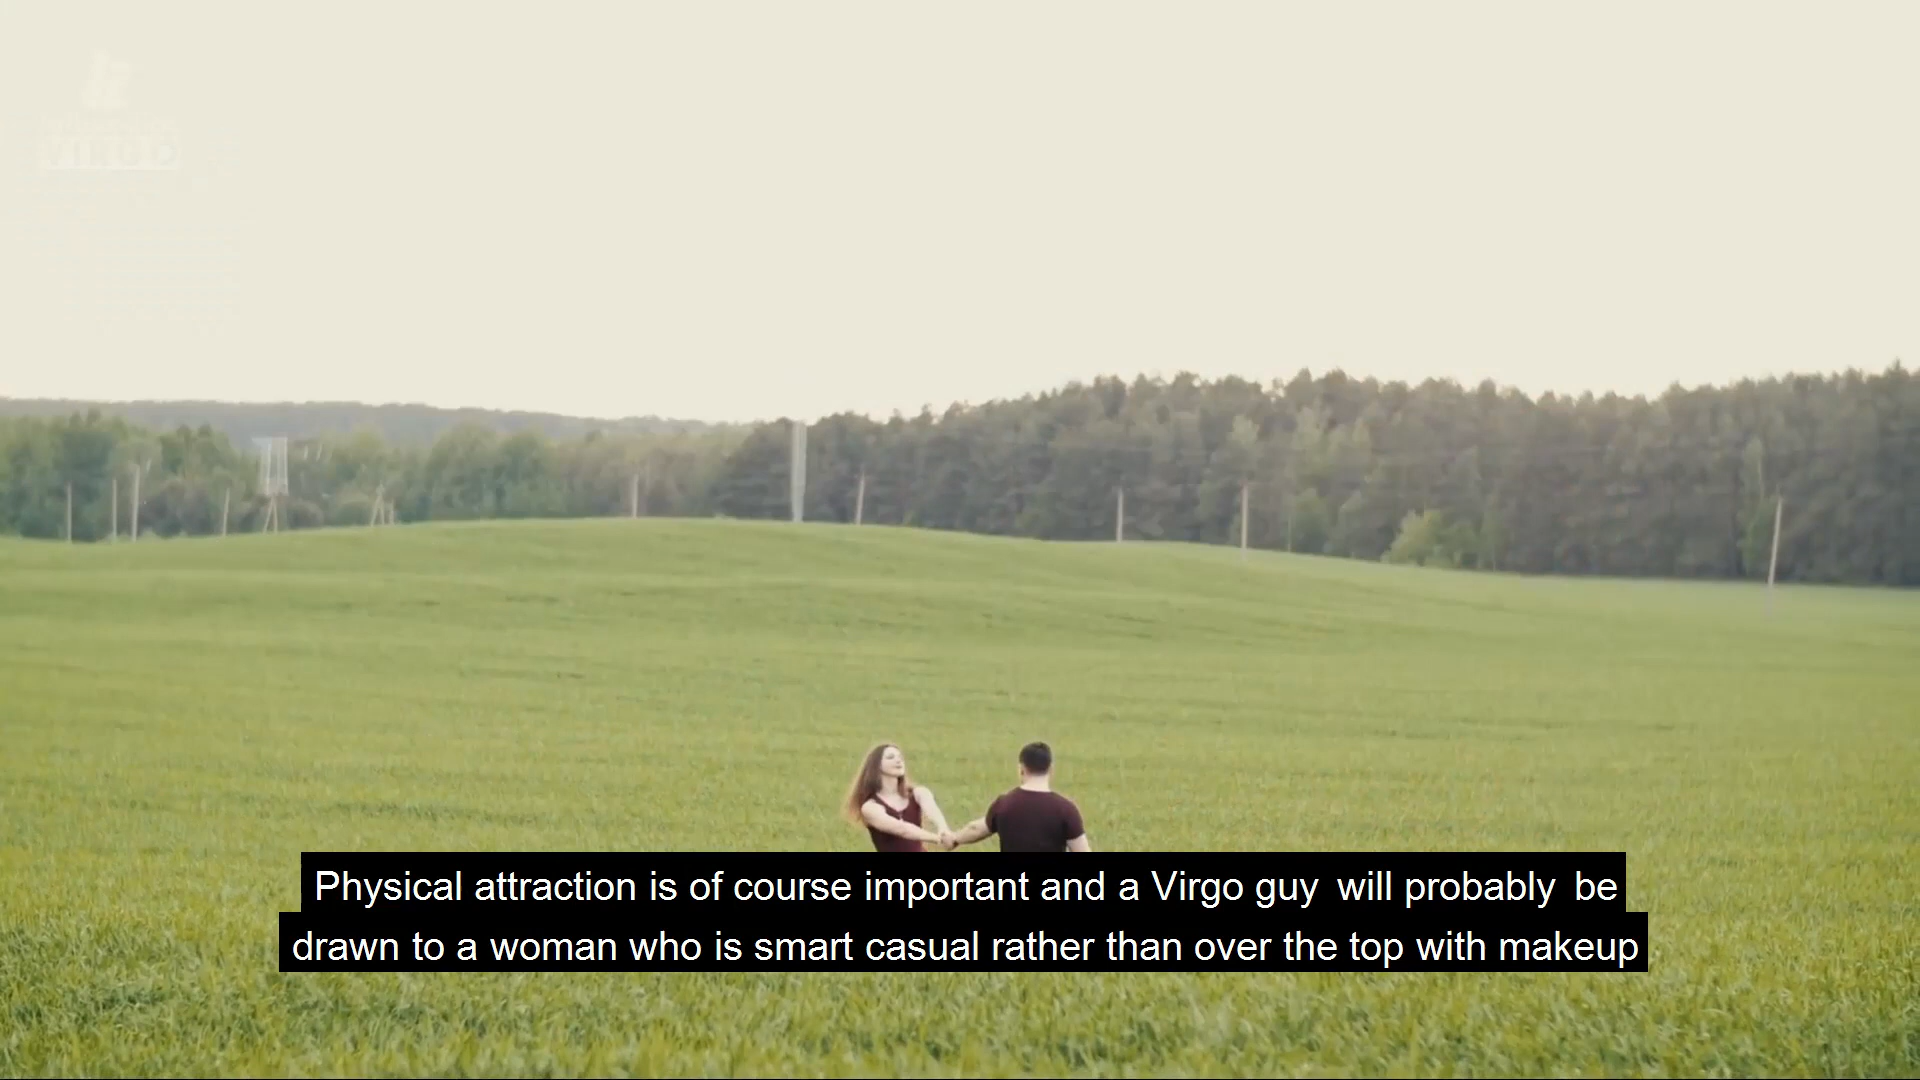 Physical attraction is of course important and a Virgo guy will probably be
drawn to a woman who is smart casual rather than over the top with makeup